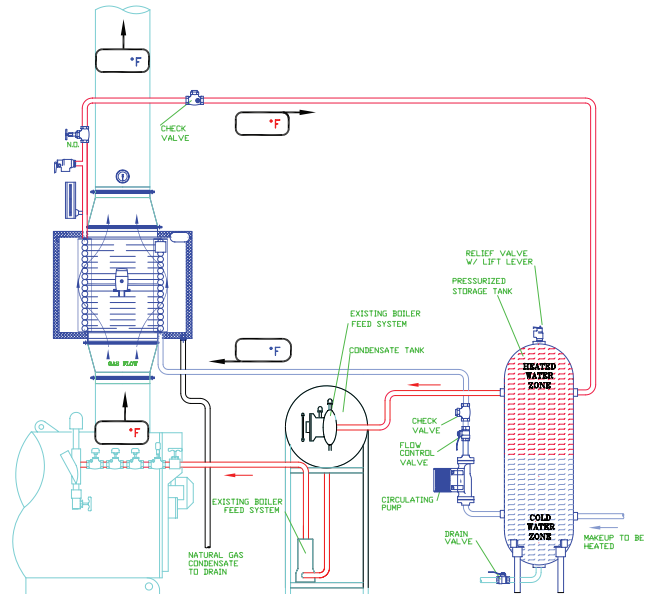 °F
°F
CHECK
VALVE
N.O.
RELIEF VALVE
W/ LIFT LEVER
PRESSURIZED
STORAGE TANK
EXISTING BOILER
FEED SYSTEM
CONDENSATE TANK
°F
GAS FLOW
HEATED
WATER
ZONE
°F
CHECK
VALVE
FLOW
CONTROL
VALVE
CIRCULATING
PUMP
EXISTING BOILER
FEED SYSTEM
COLD
WATER
ZONE
DRAIN
VALVE
MAKEUP TO BE
HEATED
NATURAL GAS
CONDENSATE
TO DRAIN